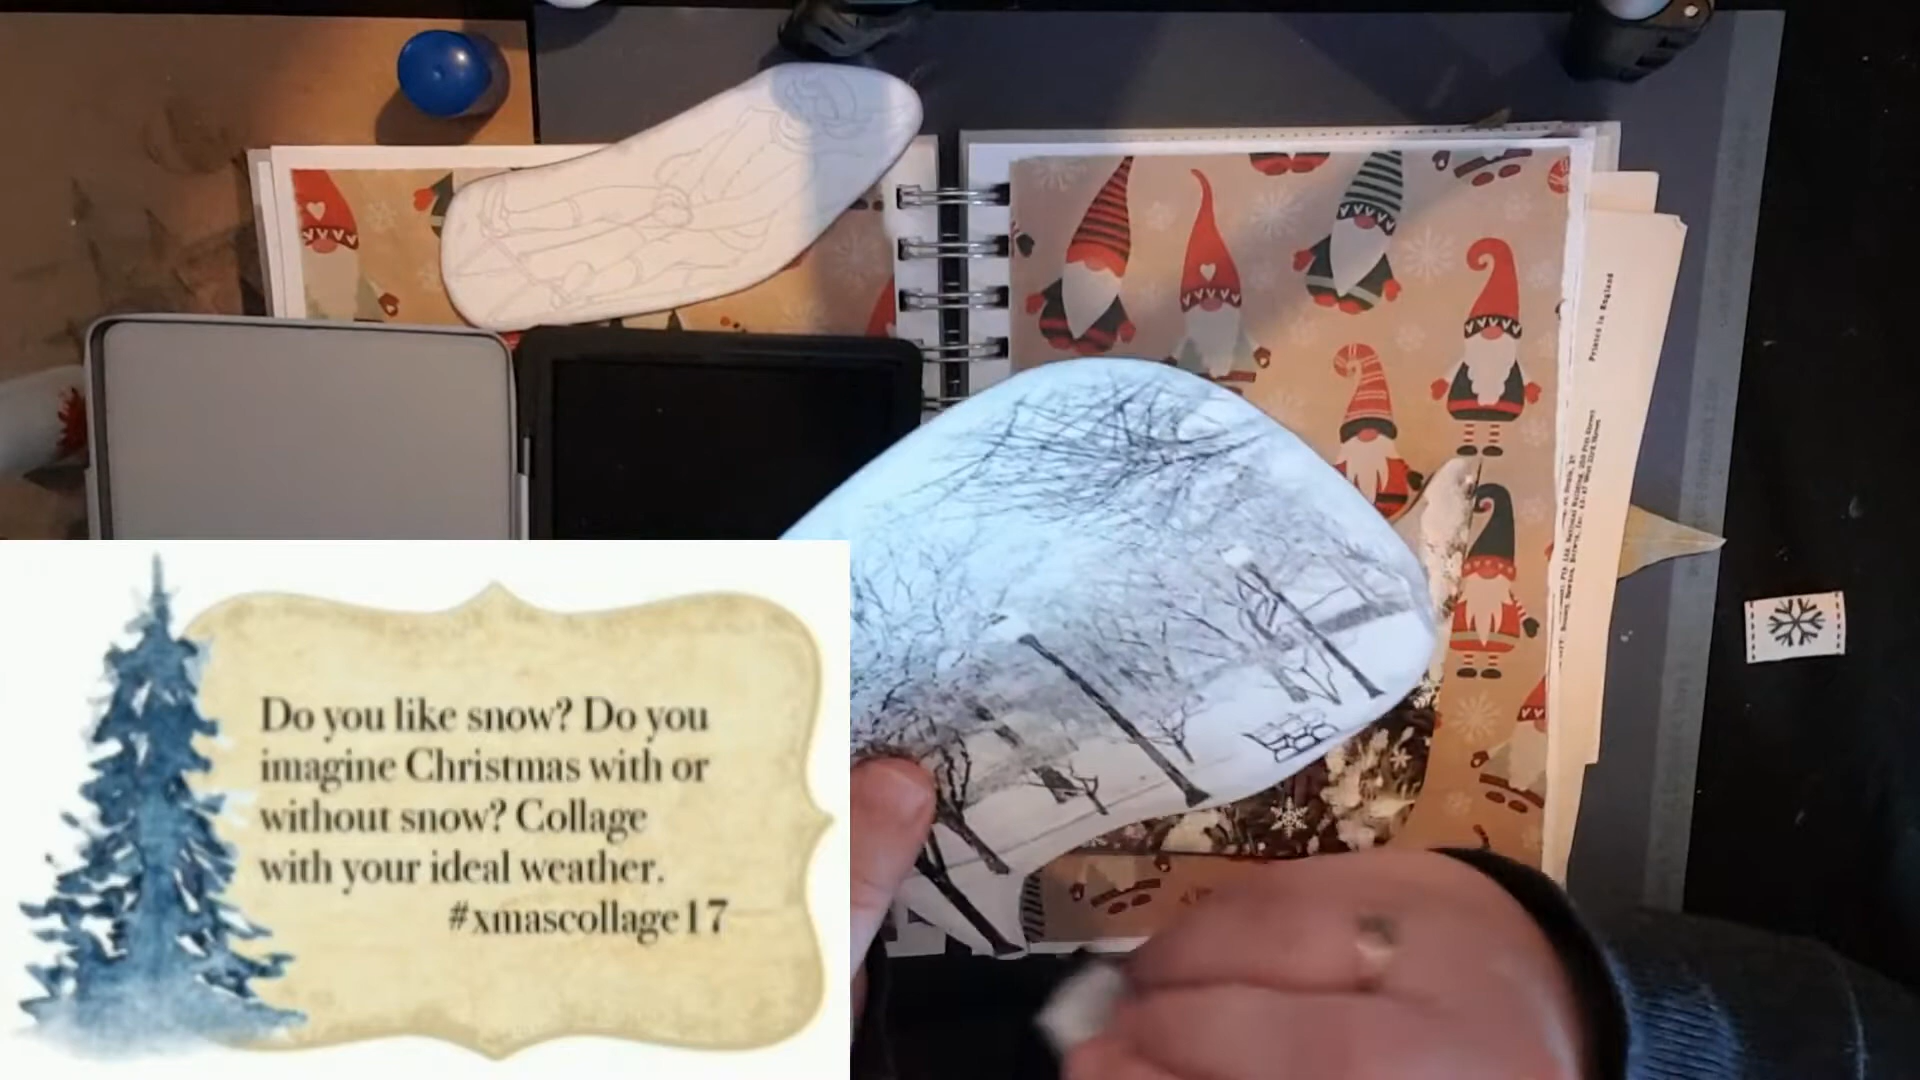 Do you like snow? Do you
imagine Christmas with or
without snow? Collage
with your ideal weather.
#xmascollage17
Printed in England